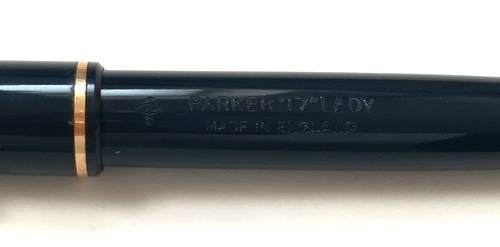 PARKER "17" LADY
MADE IN ENGLAND